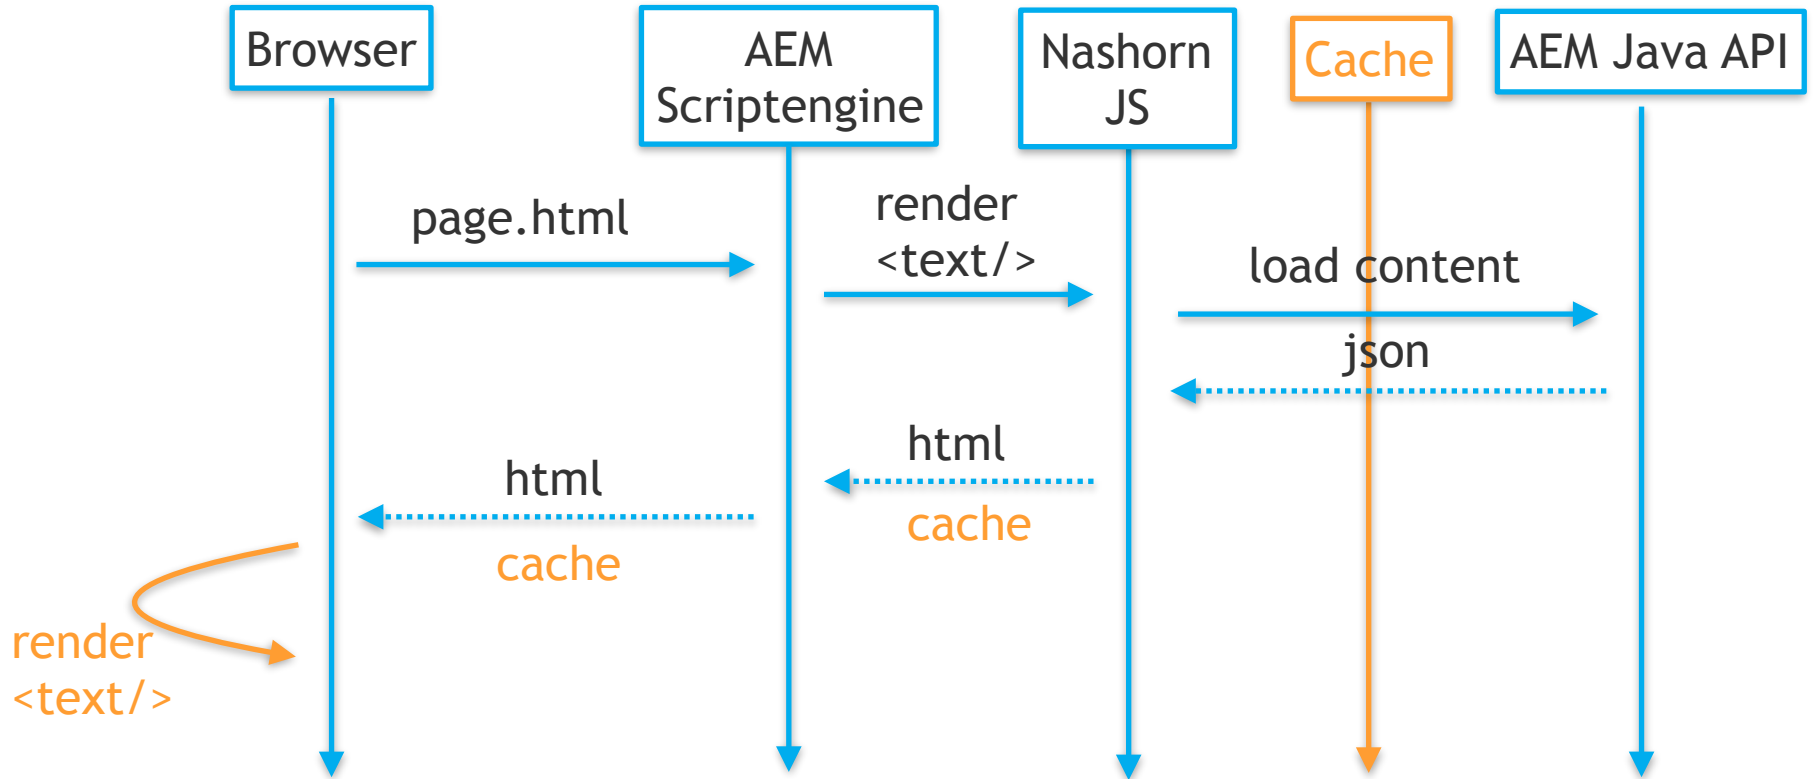 Browser
AEM
Scriptengine
Nashorn
JS
Cache
AEM Java API
page.html
render
<text/>
load content
json
html
cache
html
cache
render
<text/>